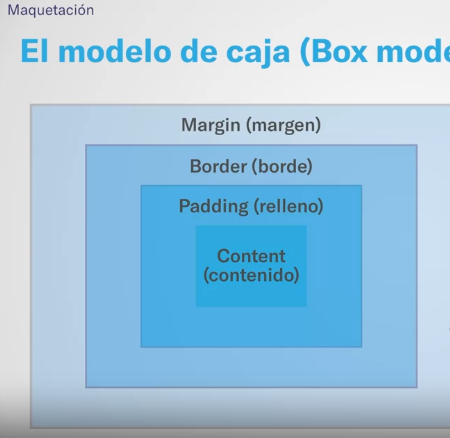 Maquetación
El modelo de caja (Box mode
Margin (margen)
Border (borde)
Padding (relleno)
Content
(contenido)